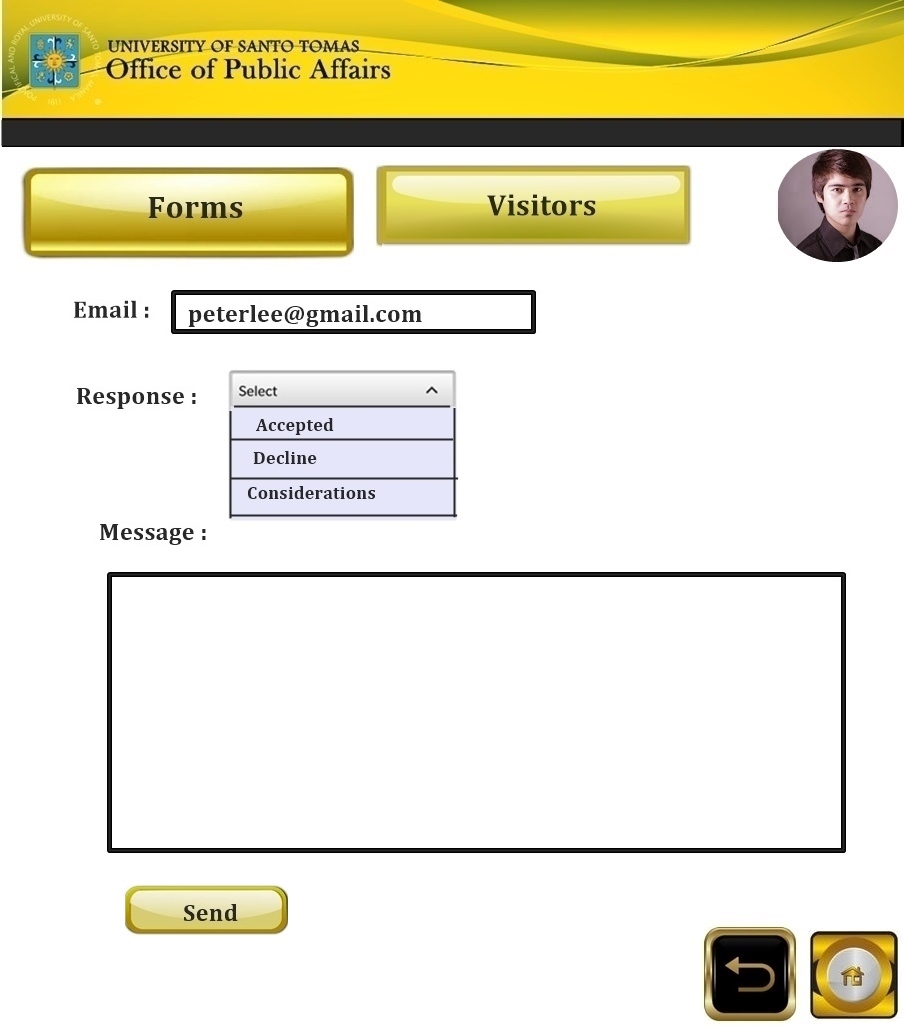 UNIVERSITY OF SANTO TOMAS
Office of Public Affairs
Forms
Visitors
Email :
peterlee@gmail.com
Response :
Select
Accepted
Decline
Considerations
Message :
Send